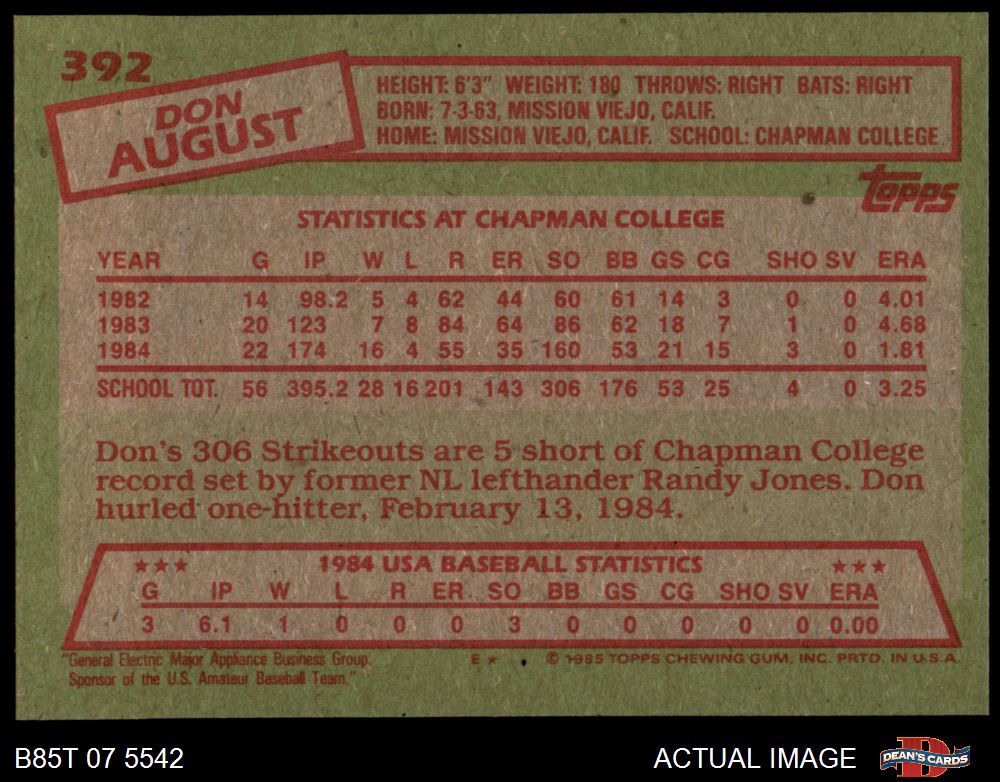 392
DON
AUGUST
HEIGHT: 6'3" WEIGHT: 180 THROWS: RIGHT BATS: RIGHT
BORN: 7-3-63, MISSION VIEJO, CALIF.
HOME: MISSION VIEJO, CALIF. SCHOOL: CHAPMAN COLLEGE
topps
STATISTICS AT CHAPMAN COLLEGE
YEAR G IP W L R ER SO BB GS CG SHO SV ERA
1982 14 98.2 5 4 62 44 60 61 14 3 0 0 4.01
1983 20 123 7 8 84 64 86 62 18 7 1 0 4.68
1984 22 174 16 4 55 35 160 53 21 15 3 0 1.81
SCHOOL TOT. 56 395.2 28 16 201 143 306 176 53 25 4 0 3.25
Don's 306 Strikeouts are 5 short of Chapman College
record set by former NL lefthander Randy Jones. Don
hurled one-hitter, February 13, 1984.
★★★ 1984 USA BASEBALL STATISTICS ★★★
G IP W L R ER SO BB GS CG SHO SV ERA
3 6.1 1 0 0 0 3 0 0 0 0 0 0.00
"General Electric Major Appliance Business Group,
Sponsor of the U.S. Amateur Baseball Team."
E★ © 1985 TOPPS CHEWING GUM, INC. PRTD. IN U.S.A.
B85T 07 5542
ACTUAL IMAGE
DEAN'S CARDS